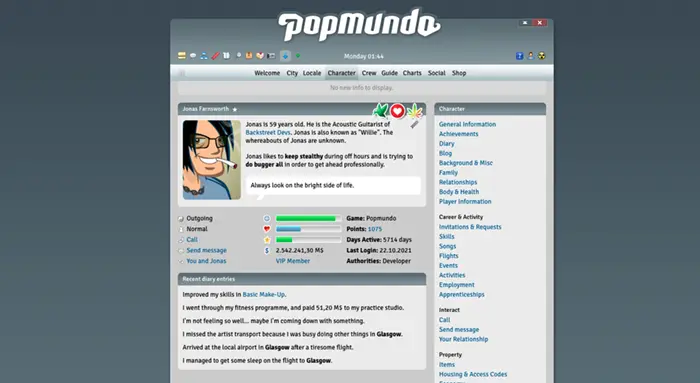 popmundo
Monday 01:44
Welcome City Locale Character Crew Guide Charts Social Shop
No new info to display.
Jonas Farnsworth
Jonas is 59 years old. He is the Acoustic Guitarist of
Backstreet Devs. Jonas is also known as "Willie". The
whereabouts of Jonas are unknown.
Jonas likes to keep stealthy during off hours and is trying to
do bugger all in order to get ahead professionally.
Always look on the bright side of life.
Outgoing
Normal
Call
Send message
You and Jonas
2.542.241,30 M$
VIP Member
Game: Popmundo
Points: 1075
Days Active: 5714 days
Last Login: 22.10.2021
Authorities: Developer
Recent diary entries
Improved my skills in Basic Make-Up.
I went through my fitness programme, and paid 51,20 M$ to my practice studio.
I'm not feeling so well... maybe I'm coming down with something.
I missed the artist transport because I was busy doing other things in Glasgow.
Arrived at the local airport in Glasgow after a tiresome flight.
I managed to get some sleep on the flight to Glasgow.
Character
General Information
Achievements
Diary
Blog
Background & Misc
Family
Relationships
Body & Health
Player Information
Career & Activity
Invitations & Requests
Skills
Songs
Flights
Events
Activities
Employment
Apprenticeships
Interact
Call
Send message
Your Relationship
Property
Items
Housing & Access Codes